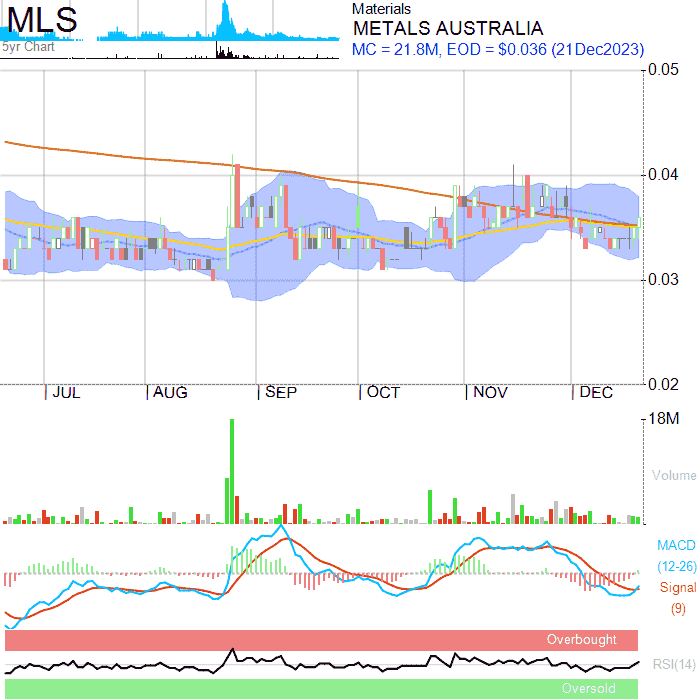 MLS
5yr Chart
Materials
METALS AUSTRALIA
MC = 21.8M, EOD = $0.036 (21Dec2023)
0.05
0.04
0.03
0.02
JUL AUG SEP OCT NOV DEC
18M
Volume
MACD
(12-26)
Signal
(9)
Overbought
RSI(14)
Oversold